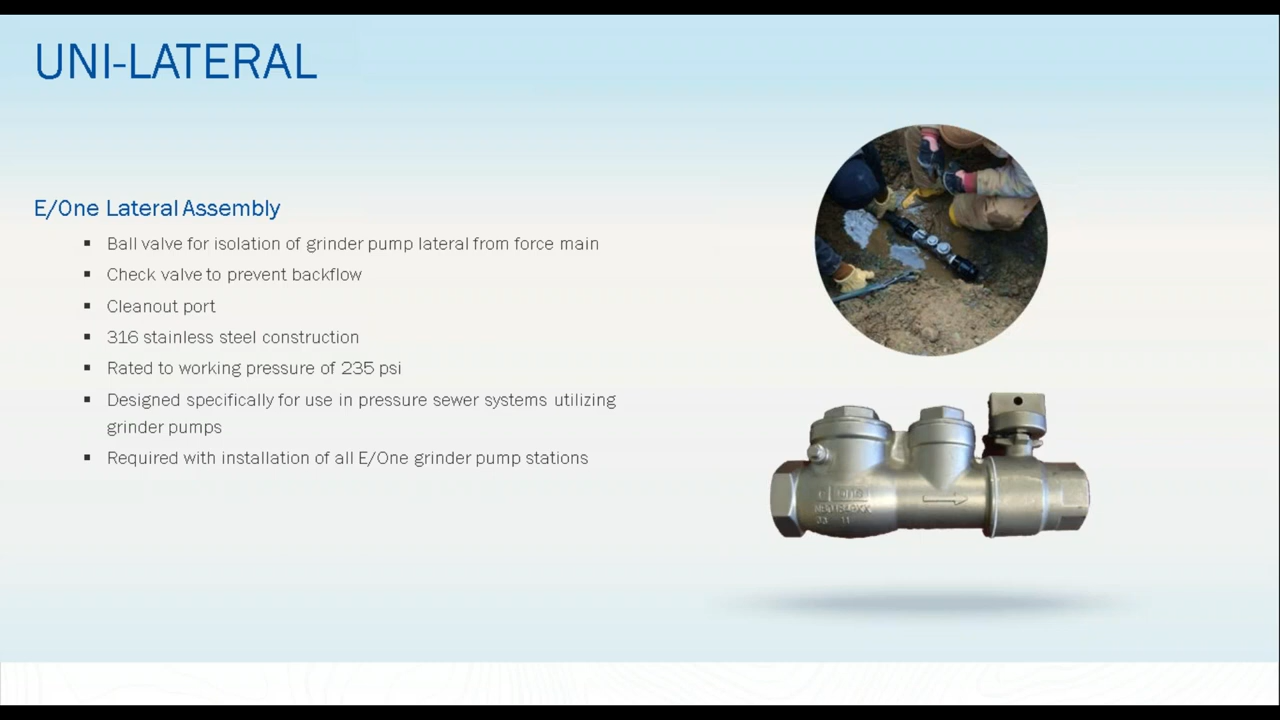 UNI-LATERAL
E/One Lateral Assembly
▪ Ball valve for isolation of grinder pump lateral from force main
▪ Check valve to prevent backflow
▪ Cleanout port
▪ 316 stainless steel construction
▪ Rated to working pressure of 235 psi
▪ Designed specifically for use in pressure sewer systems utilizing
grinder pumps
▪ Required with installation of all E/One grinder pump stations
E One